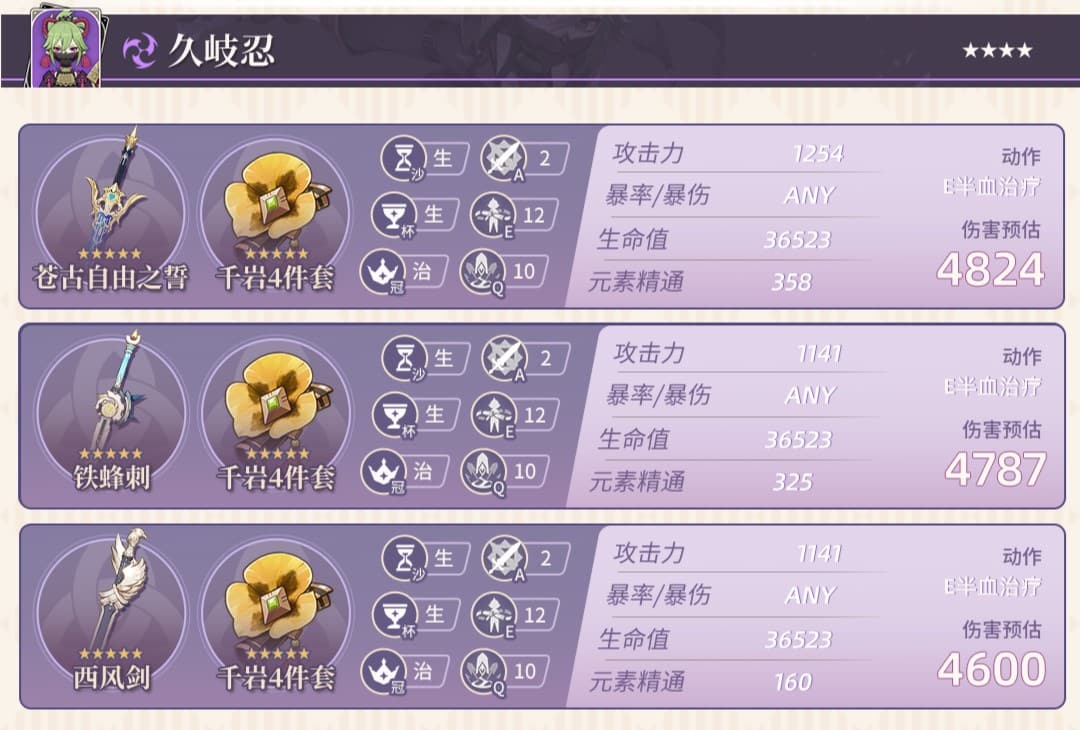 久岐忍
★★★★
苍古自由之誓
千岩4件套
沙 生
A 2
杯 生
E 12
冠 治
Q 10
攻击力 1254
暴率/暴伤 ANY
生命值 36523
元素精通 358
动作
E半血治疗
伤害预估
4824
铁蜂刺
千岩4件套
沙 生
A 2
杯 生
E 12
冠 治
Q 10
攻击力 1141
暴率/暴伤 ANY
生命值 36523
元素精通 325
动作
E半血治疗
伤害预估
4787
西风剑
千岩4件套
沙 生
A 2
杯 生
E 12
冠 治
Q 10
攻击力 1141
暴率/暴伤 ANY
生命值 36523
元素精通 160
动作
E半血治疗
伤害预估
4600